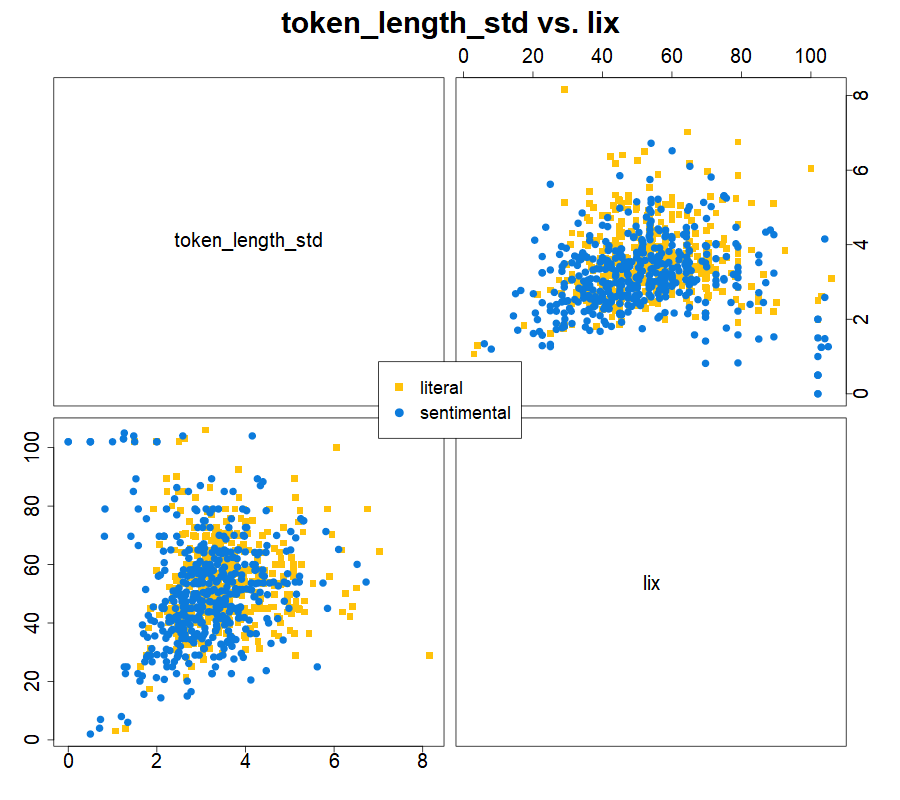 token_length_std vs. lix
0 20 40 60 80 100
token_length_std
0 2 4 6 8
literal
sentimental
0 20 40 60 80 100
lix
0 2 4 6 8